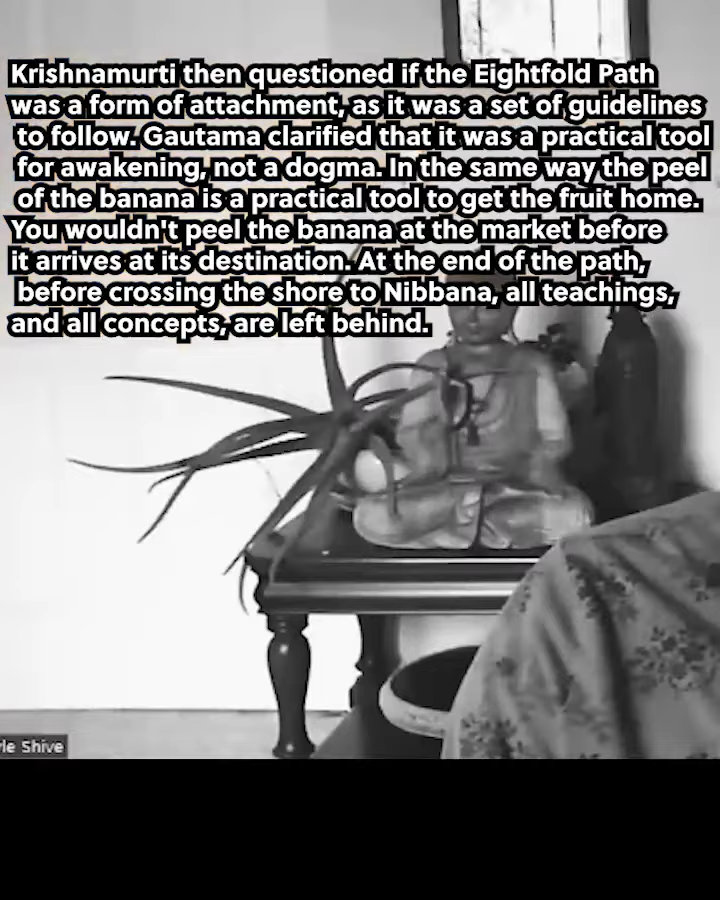 Krishnamurti then questioned if the Eightfold Path
was a form of attachment, as it was a set of guidelines
to follow. Gautama clarified that it was a practical tool
for awakening, not a dogma. In the same way the peel
of the banana is a practical tool to get the fruit home.
You wouldn't peel the banana at the market before
it arrives at its destination. At the end of the path,
before crossing the shore to Nibbana, all teachings,
and all concepts, are left behind.
Shive